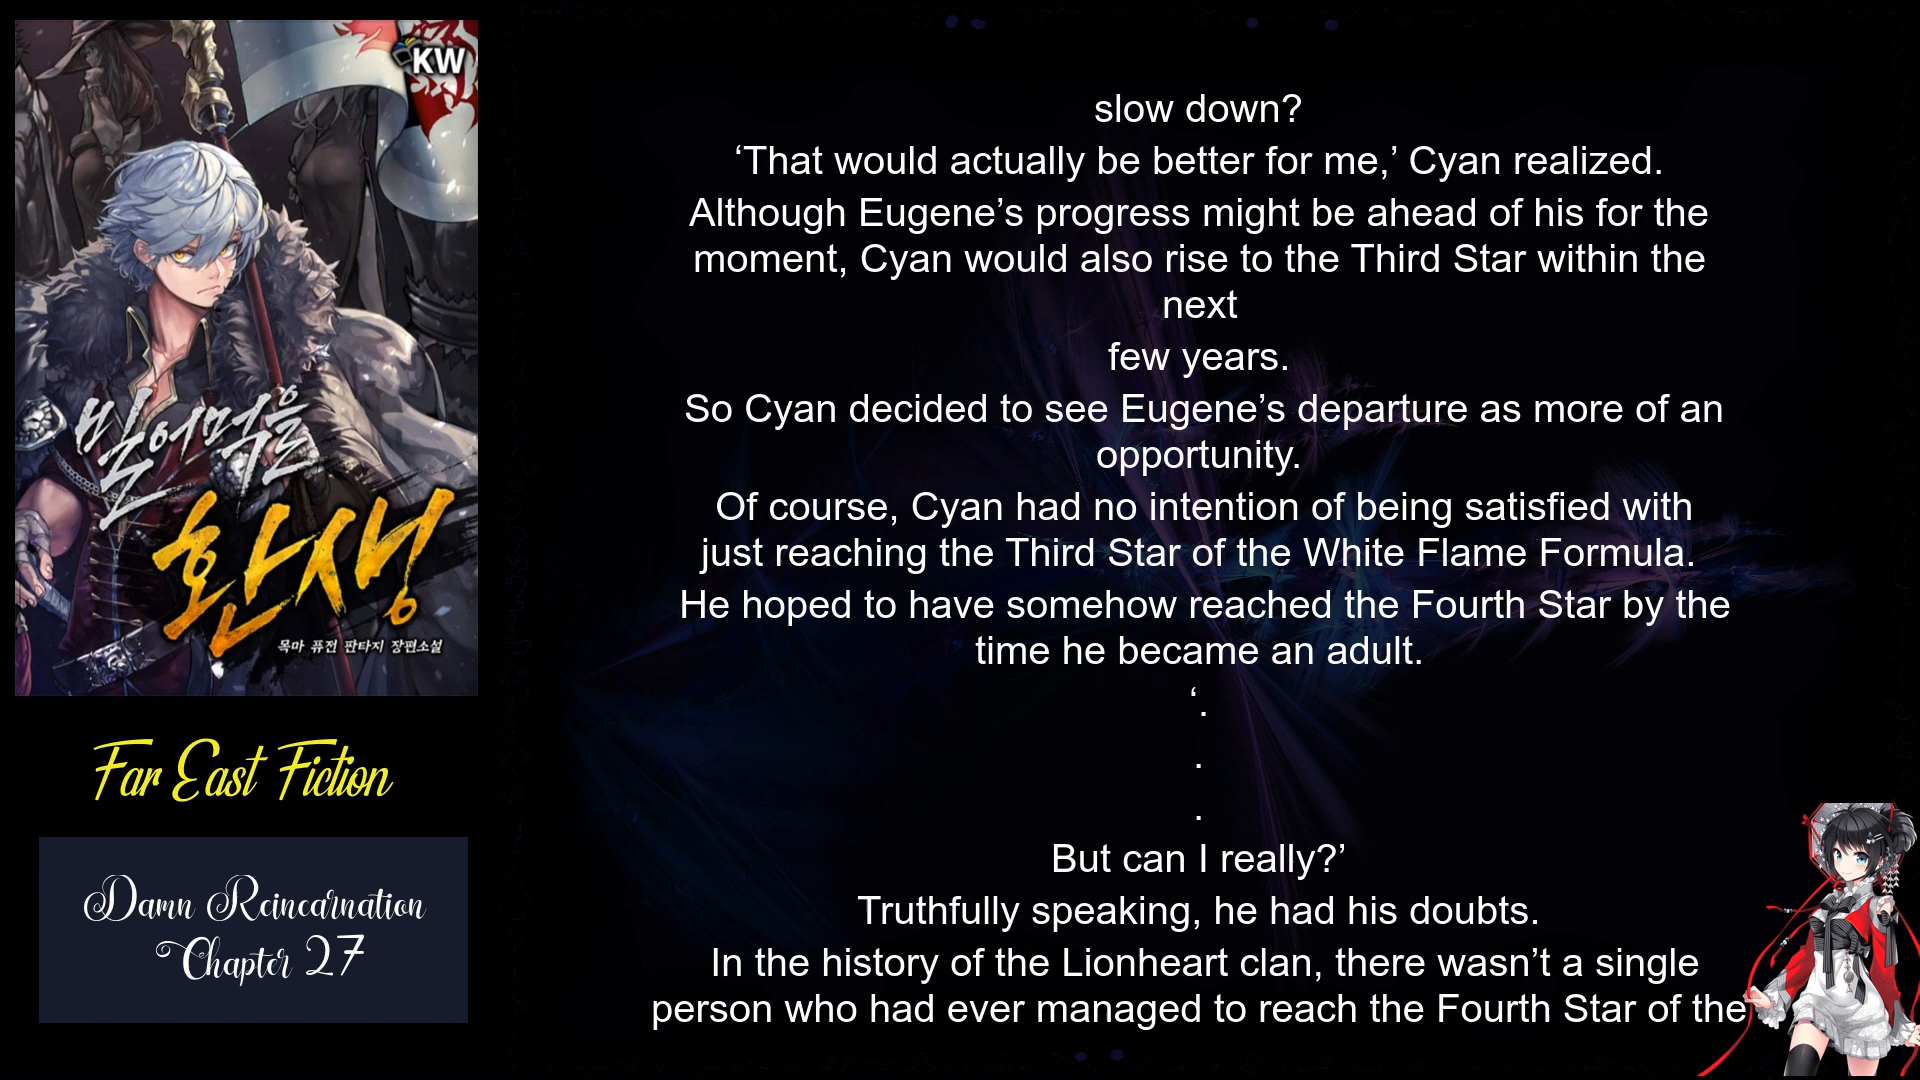 KW
빌어먹을
환생
목마 퓨전 판타지 장편소설
Far East Fiction
Damn Reincarnation
Chapter 27
slow down?
‘That would actually be better for me,’ Cyan realized.
Although Eugene’s progress might be ahead of his for the
moment, Cyan would also rise to the Third Star within the
next
few years.
So Cyan decided to see Eugene’s departure as more of an
opportunity.
Of course, Cyan had no intention of being satisfied with
just reaching the Third Star of the White Flame Formula.
He hoped to have somehow reached the Fourth Star by the
time he became an adult.
‘.
.
.
But can I really?’
Truthfully speaking, he had his doubts.
In the history of the Lionheart clan, there wasn’t a single
person who had ever managed to reach the Fourth Star of the